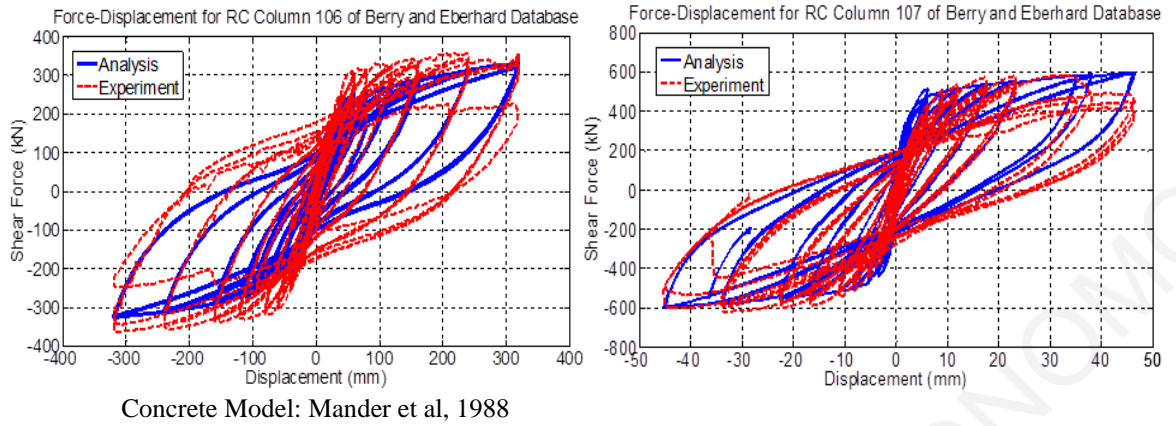 Force-Displacement for RC Column 106 of Berry and Eberhard Database
400
300
200
100
0
-100
-200
-300
-400
Shear Force (kN)
Analysis
Experiment
-400 -300 -200 -100 0 100 200 300 400
Displacement (mm)
Concrete Model: Mander et al, 1988
Force-Displacement for RC Column 107 of Berry and Eberhard Database
800
600
400
200
0
-200
-400
-600
-800
Shear Force (kN)
Analysis
Experiment
-50 -40 -30 -20 -10 0 10 20 30 40 50
Displacement (mm)